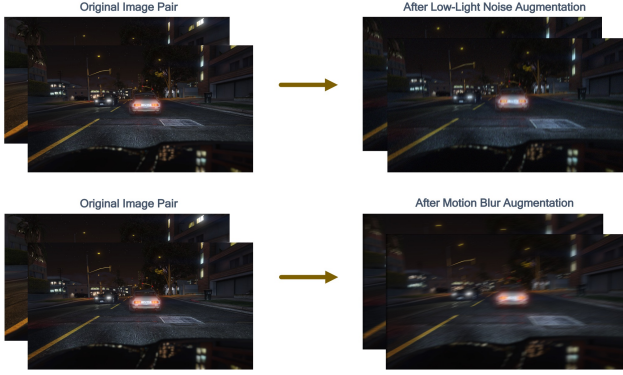 Original Image Pair
After Low-Light Noise Augmentation
Original Image Pair
After Motion Blur Augmentation